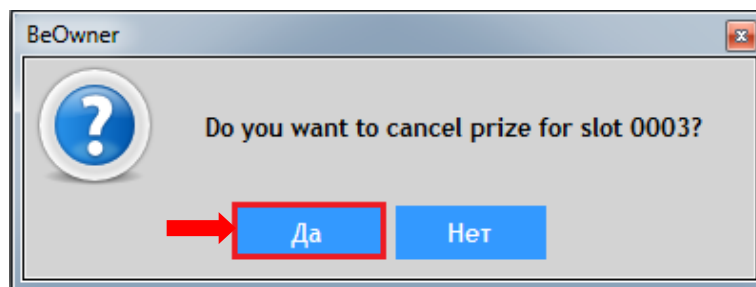 BeOwner
Do you want to cancel prize for slot 0003?
Да Нет